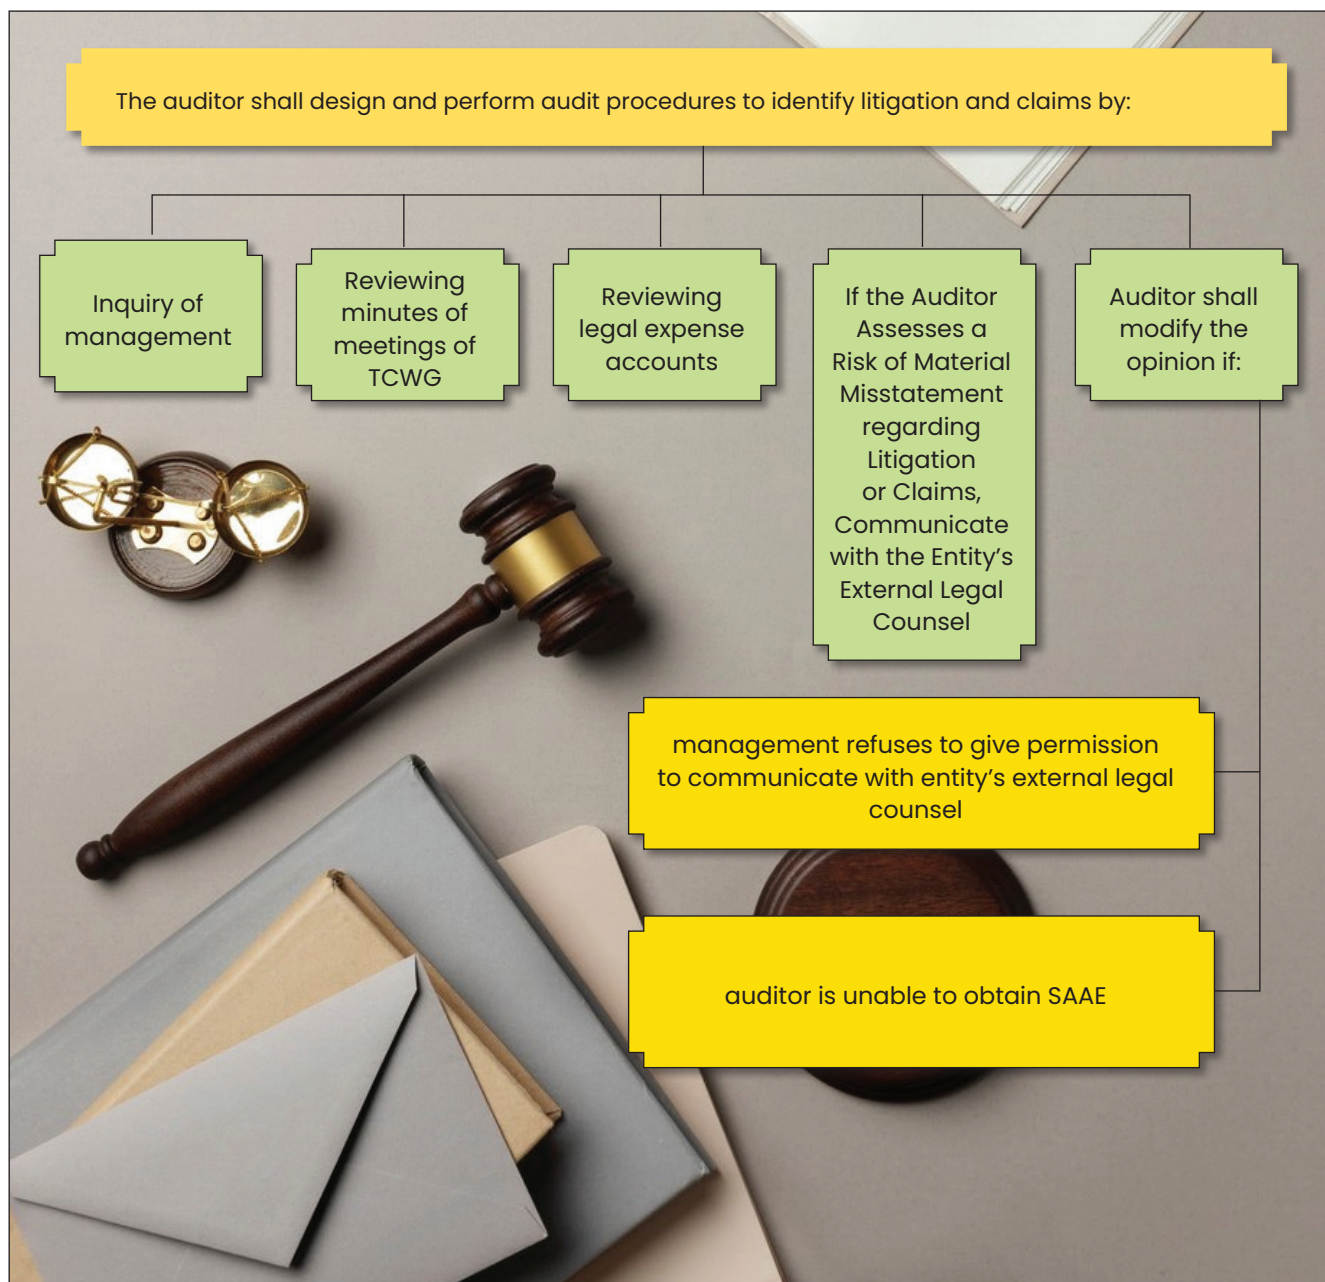 The auditor shall design and perform audit procedures to identify litigation and claims by:
Inquiry of
management
Reviewing
minutes of
meetings of
TCWG
Reviewing
legal expense
accounts
If the Auditor
Assesses a
Risk of Material
Misstatement
regarding
Litigation
or Claims,
Communicate
with the Entity’s
External Legal
Counsel
Auditor shall
modify the
opinion if:
management refuses to give permission
to communicate with entity’s external legal
counsel
auditor is unable to obtain SAAE